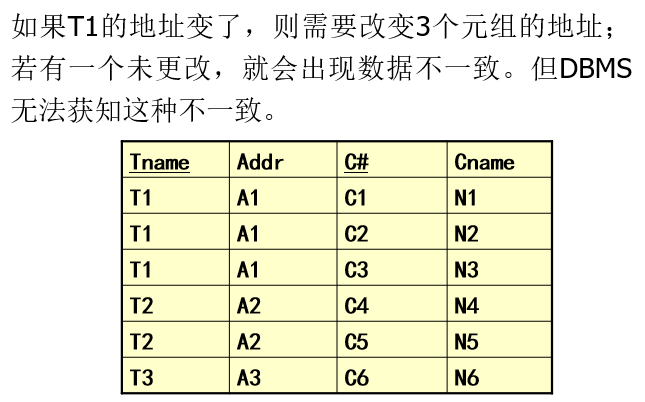 如果T1的地址变了，则需要改变3个元组的地址；
若有一个未更改，就会出现数据不一致。但DBMS
无法获知这种不一致。
Tname Addr C# Cname
T1 A1 C1 N1
T1 A1 C2 N2
T1 A1 C3 N3
T2 A2 C4 N4
T2 A2 C5 N5
T3 A3 C6 N6